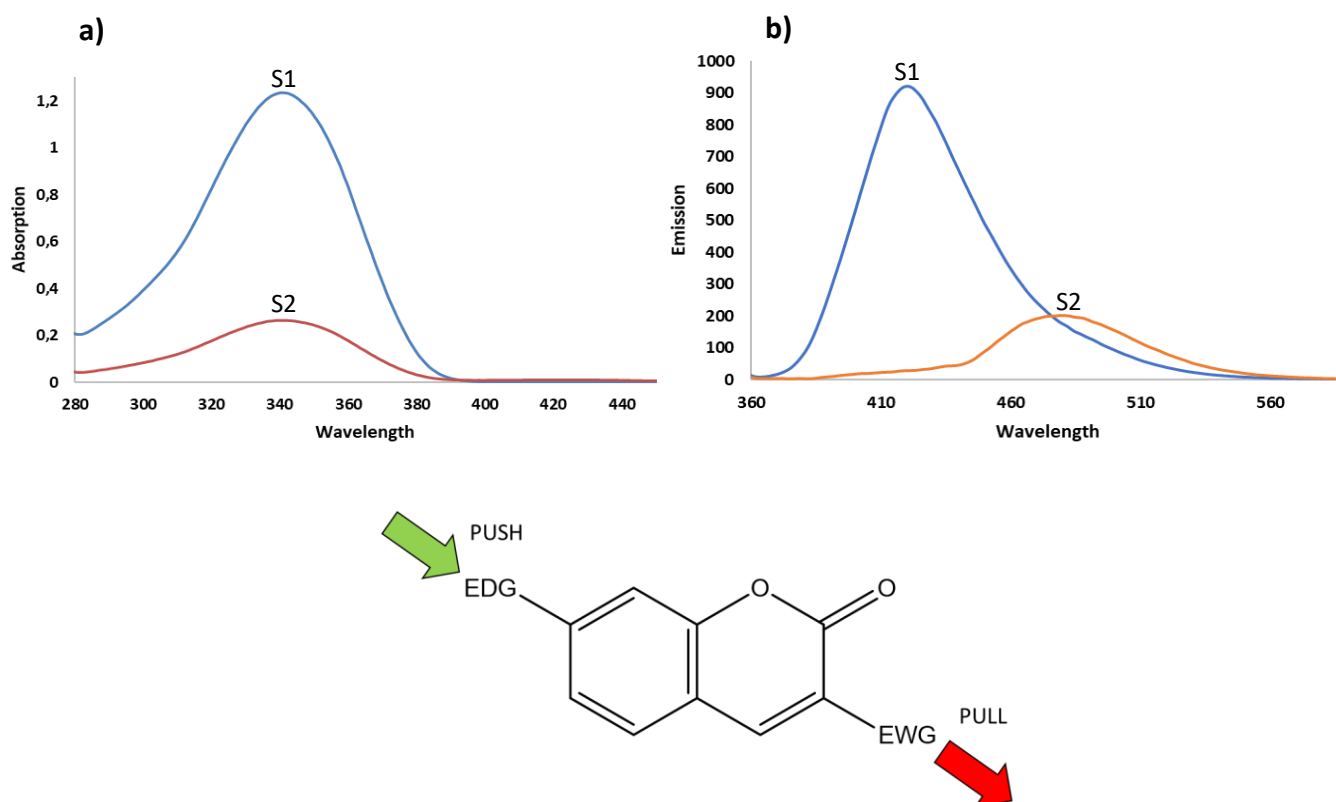 a)
S1
S2
1,2
1
0,8
0,6
0,4
0,2
0
Absorption
280 300 320 340 360 380 400 420 440
Wavelength
b)
S1
S2
1000
900
800
700
600
500
400
300
200
100
0
Emission
360 410 460 510 560
Wavelength
PUSH
EDG
O O
EWG
PULL